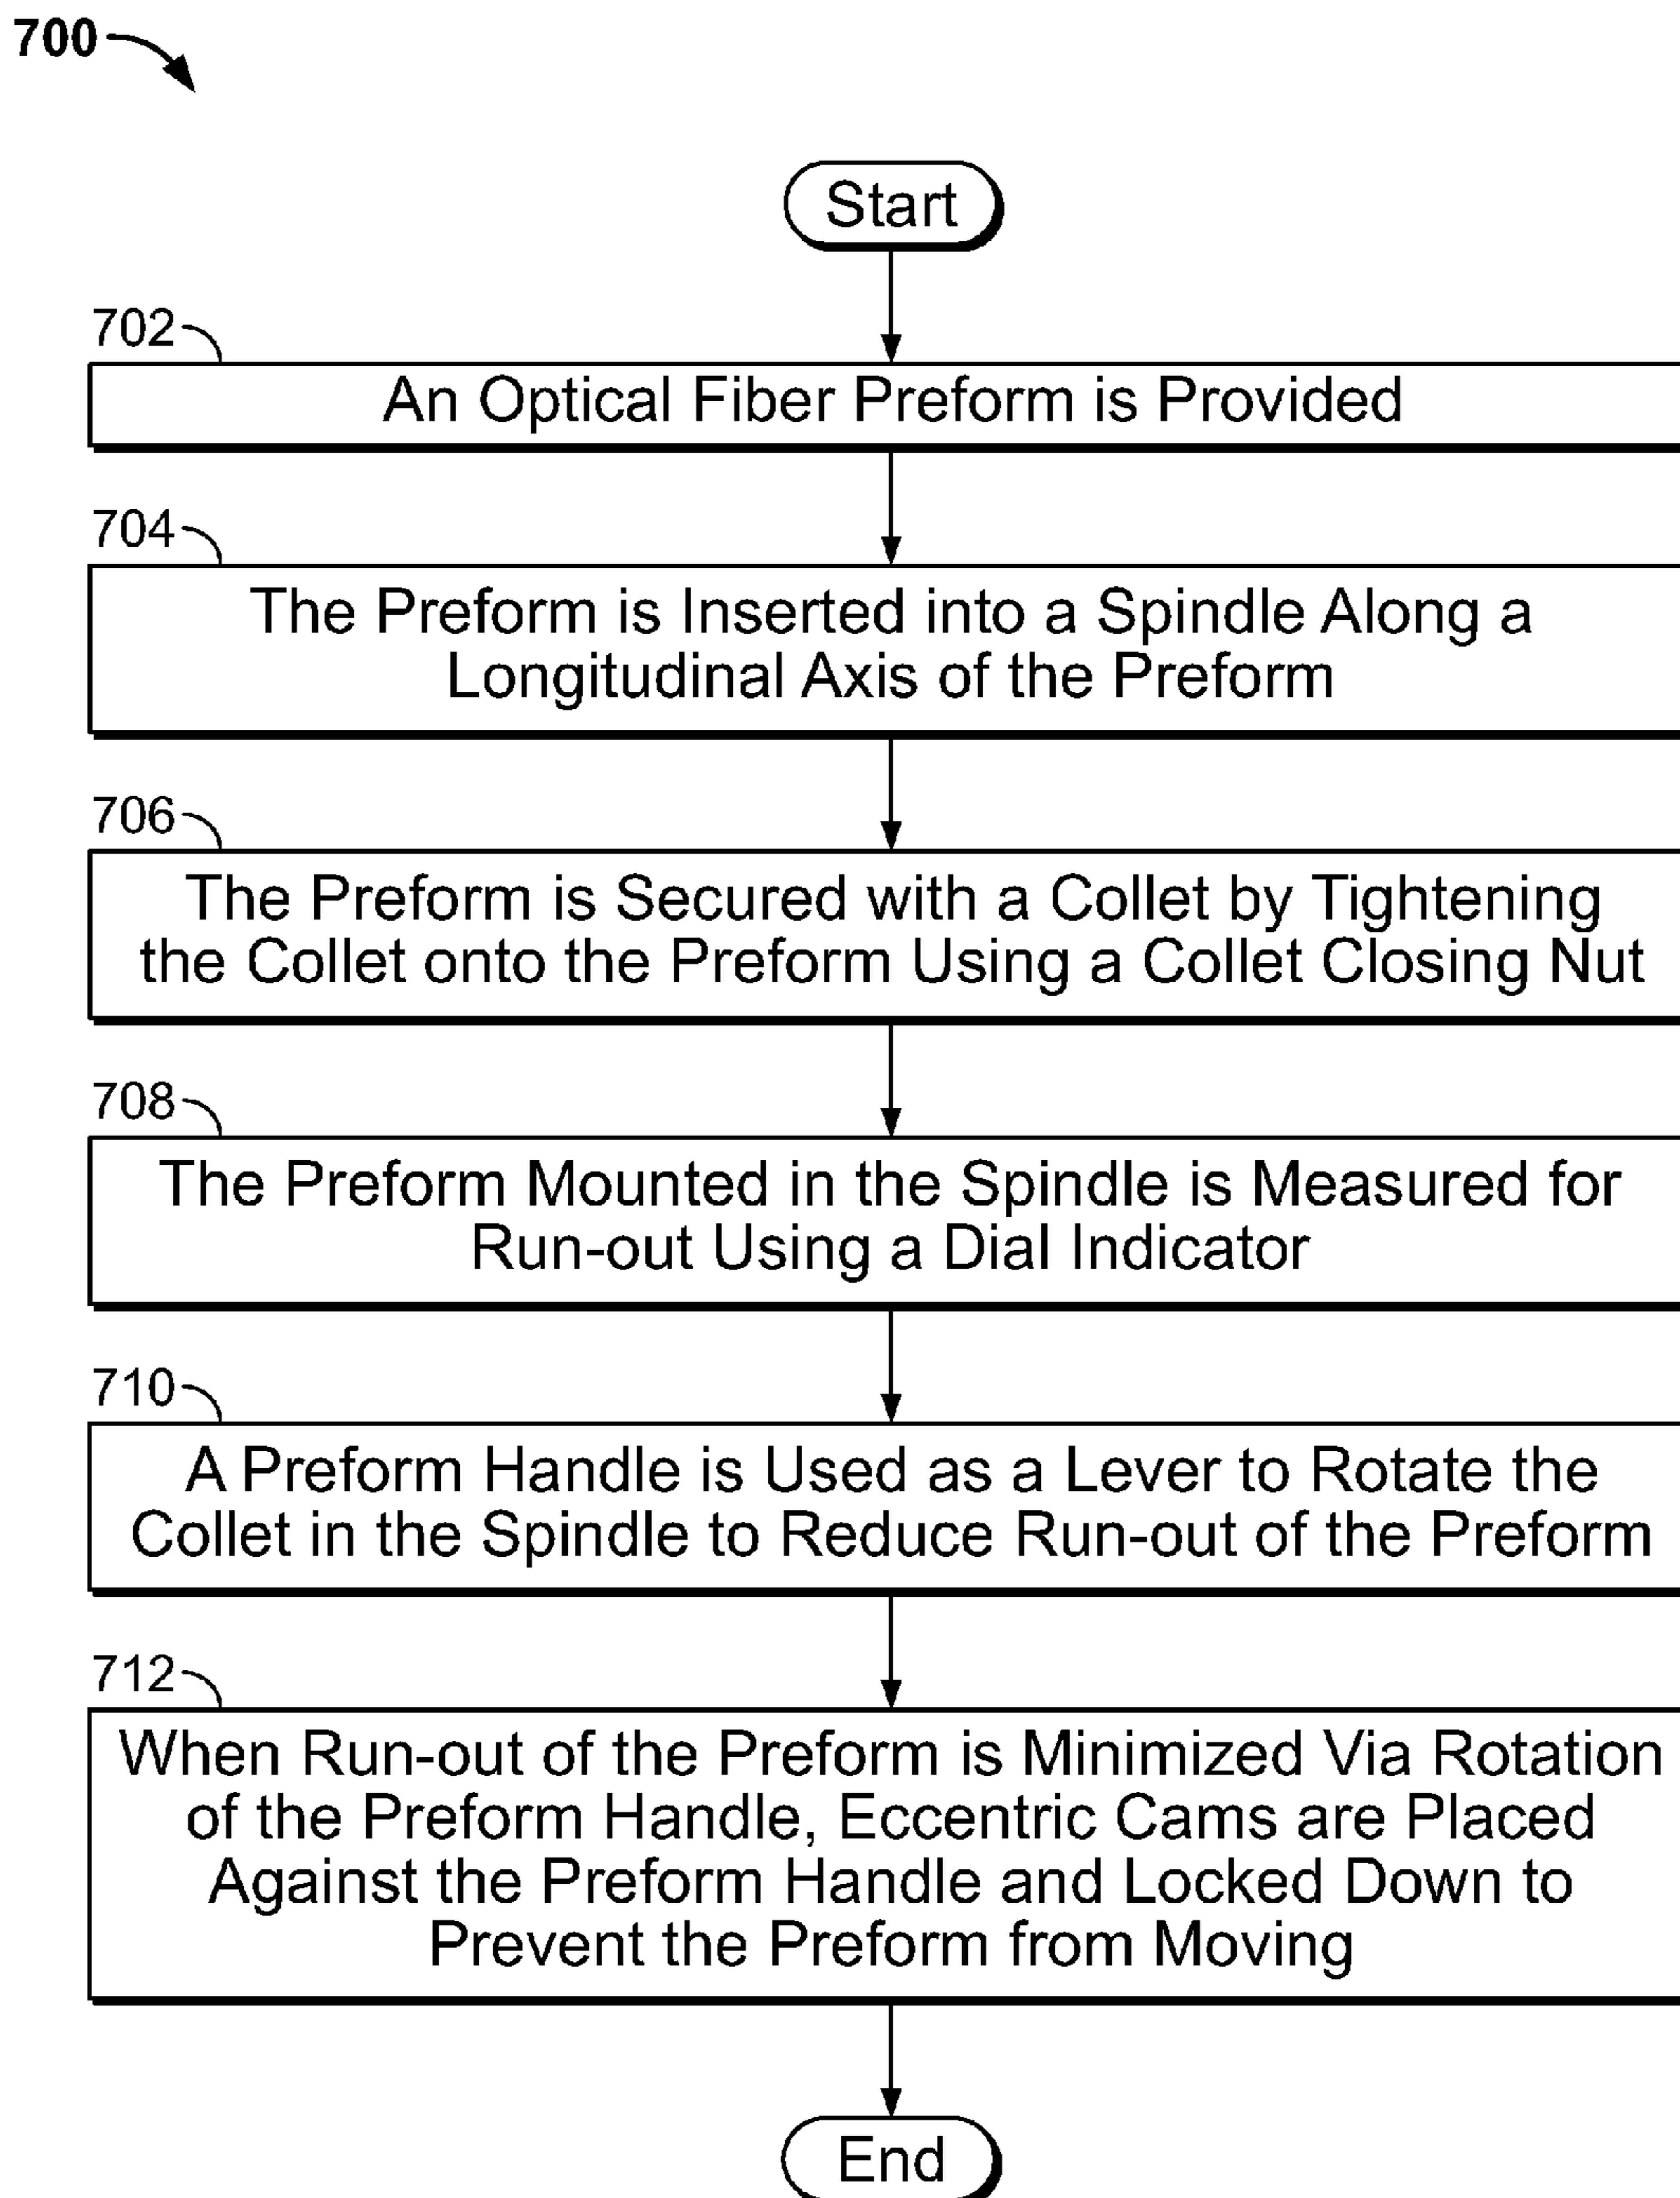 700
Start
702
An Optical Fiber Preform is Provided
704
The Preform is Inserted into a Spindle Along a
Longitudinal Axis of the Preform
706
The Preform is Secured with a Collet by Tightening
the Collet onto the Preform Using a Collet Closing Nut
708
The Preform Mounted in the Spindle is Measured for
Run-out Using a Dial Indicator
710
A Preform Handle is Used as a Lever to Rotate the
Collet in the Spindle to Reduce Run-out of the Preform
712
When Run-out of the Preform is Minimized Via Rotation
of the Preform Handle, Eccentric Cams are Placed
Against the Preform Handle and Locked Down to
Prevent the Preform from Moving
End